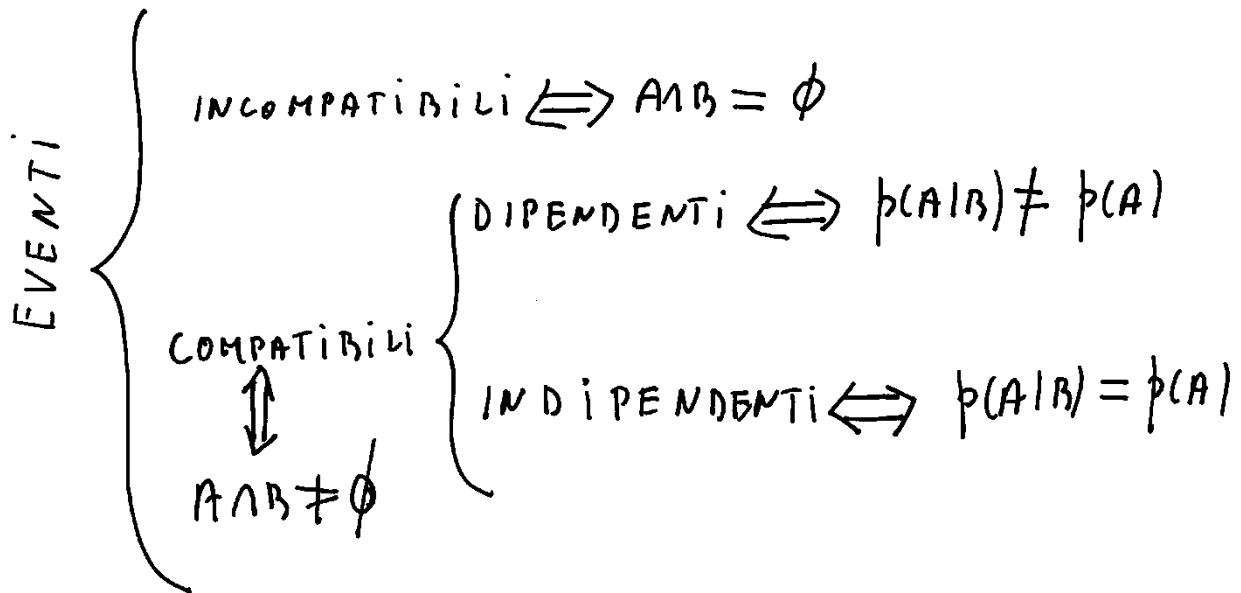 EVENTI
INCOMPATIBILI ⟺ A∩B = ϕ
DIPENDENTI ⟺ p(A|B) ≠ p(A)
COMPATIBILI
INDIPENDENTI ⟺ p(A|B) = p(A)
⇕
A∩B ≠ ϕ